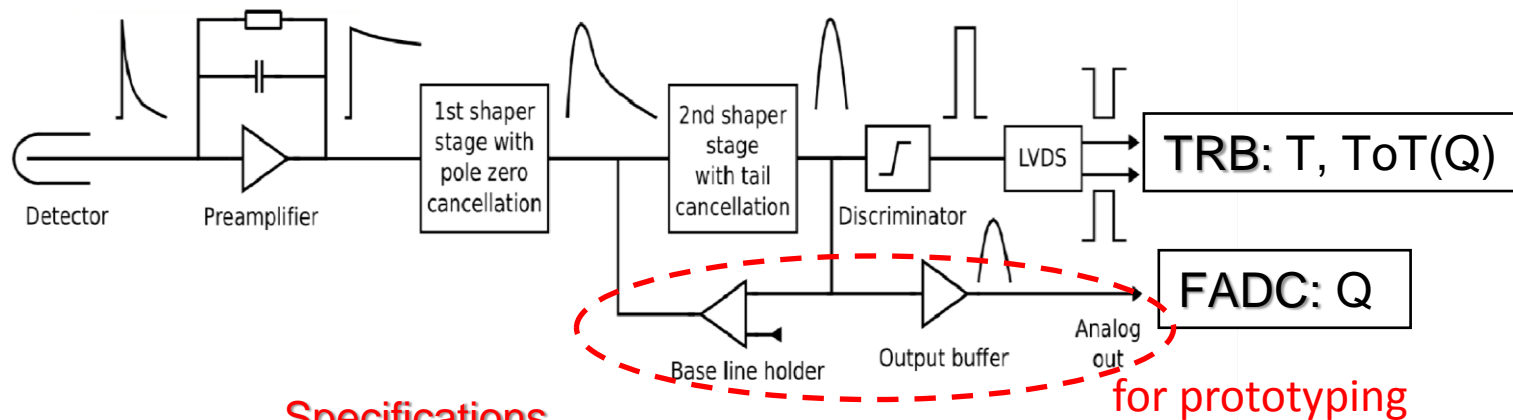 Detector
Preamplifier
1st shaper
stage with
pole zero
cancellation
2nd shaper
stage
with tail
cancellation
Discriminator
LVDS
TRB: T, ToT(Q)
Base line holder
Output buffer
Analog
out
FADC: Q
for prototyping
Specifications